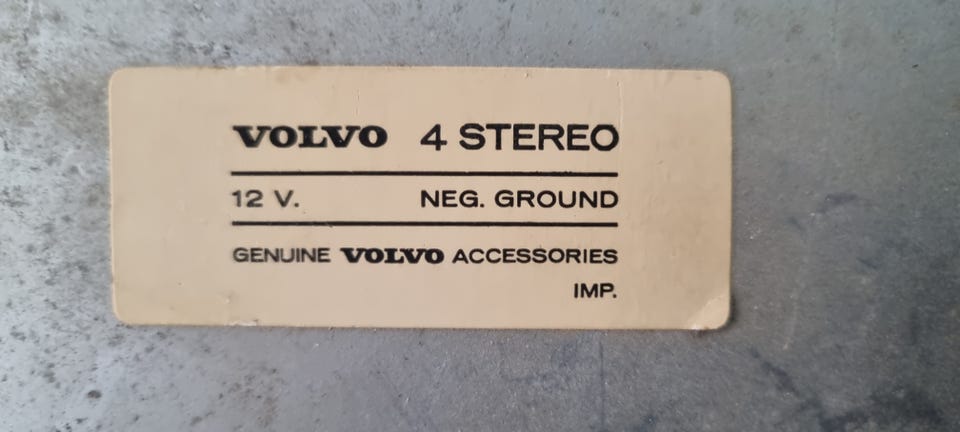 VOLVO 4 STEREO
12 V. NEG. GROUND
GENUINE VOLVO ACCESSORIES
IMP.